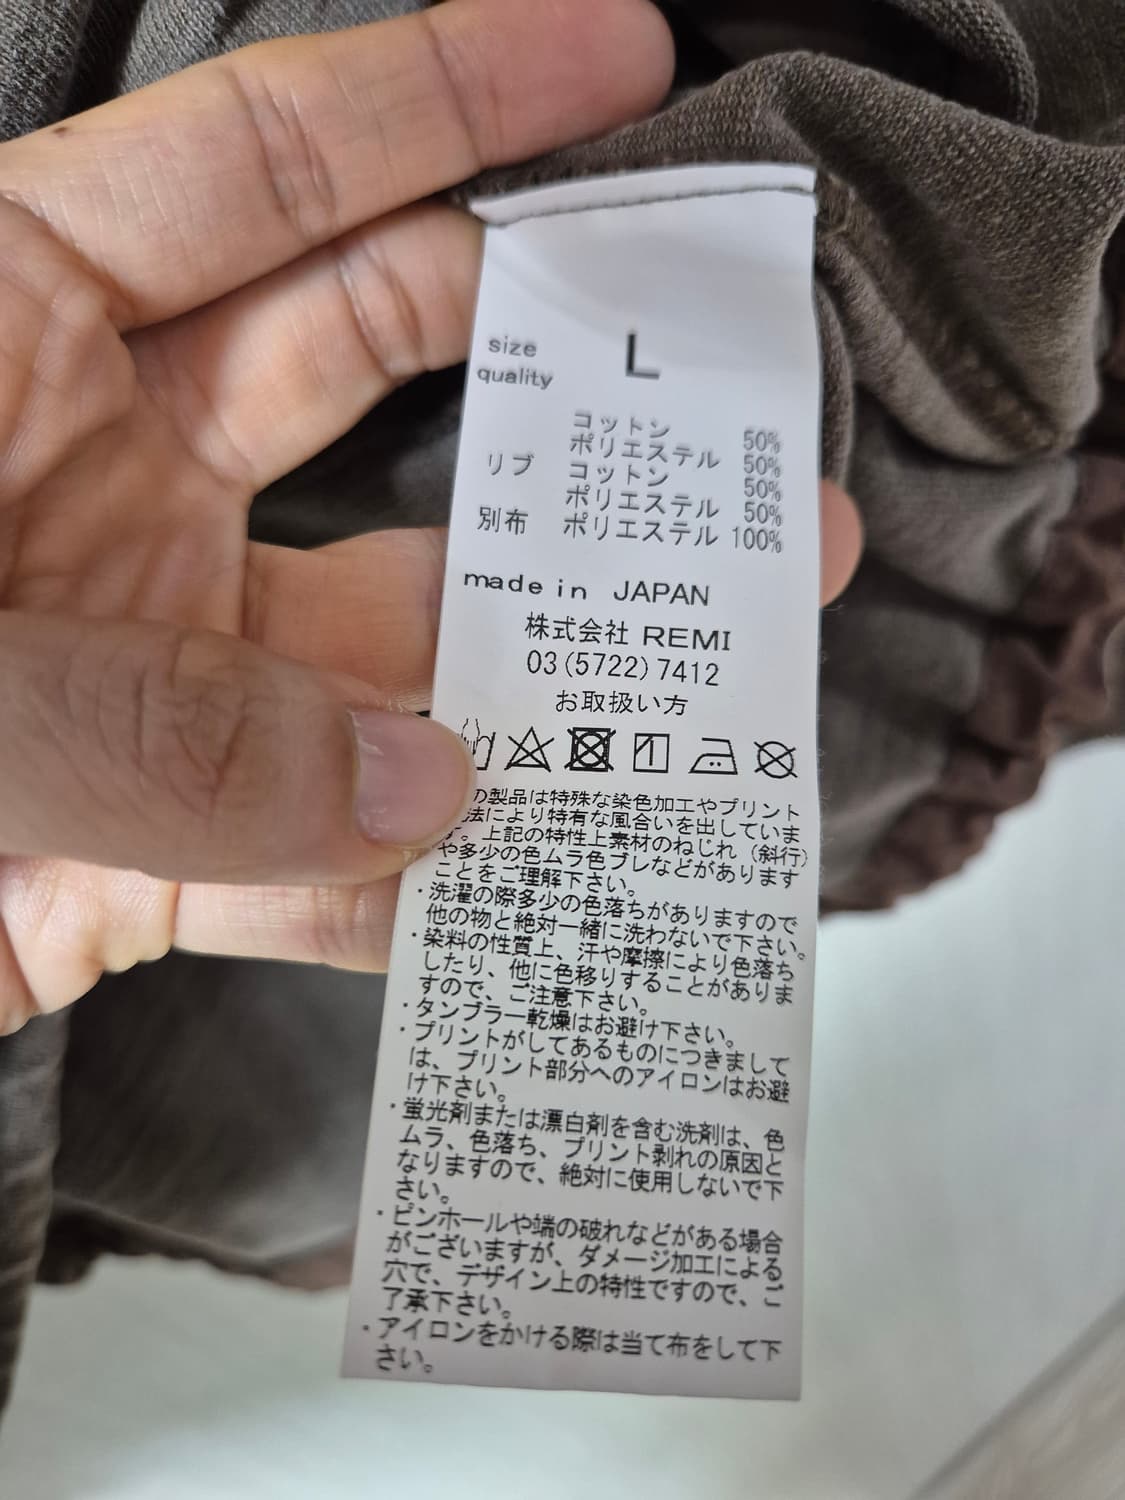 size L
quality
コットン 50%
ポリエステル 50%
リブ コットン 50%
ポリエステル 50%
別布 ポリエステル 100%
made in JAPAN
株式会社 REMI
03(5722)7412
お取扱い方
の製品は特殊な染色加工やプリント
法により特有な風合いを出していま
す。上記の特性上素材のねじれ（斜行）
や多少の色ムラ色ブレなどがあります
ことをご理解下さい。
・洗濯の際多少の色落ちがありますので
他の物と絶対一緒に洗わないで下さい。
・染料の性質上、汗や摩擦により色落ち
したり、他に色移りすることがありま
すので、ご注意下さい。
・タンブラー乾燥はお避け下さい。
・プリントがしてあるものにつきまして
は、プリント部分へのアイロンはお避
け下さい。
・蛍光剤または漂白剤を含む洗剤は、色
ムラ、色落ち、プリント剥れの原因と
なりますので、絶対に使用しないで下
さい。
・ピンホールや端の破れなどがある場合
がございますが、ダメージ加工による
穴で、デザイン上の特性ですので、ご
了承下さい。
・アイロンをかける際は当て布をして下
さい。